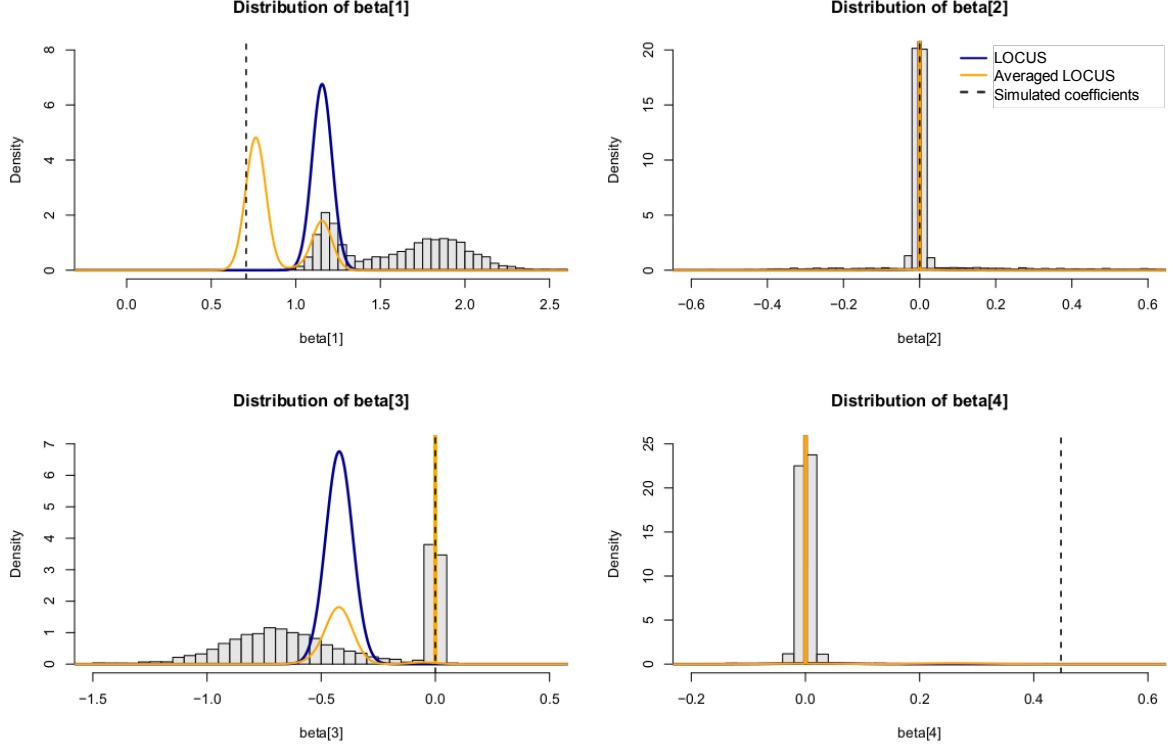 Distribution of beta[1]
Density
0 2 4 6 8
0.0 0.5 1.0 1.5 2.0 2.5
beta[1]
Distribution of beta[2]
LOCUS
Averaged LOCUS
Simulated coefficients
Density
0 5 10 15 20
−0.6 −0.4 −0.2 0.0 0.2 0.4 0.6
beta[2]
Distribution of beta[3]
Density
0 1 2 3 4 5 6 7
−1.5 −1.0 −0.5 0.0 0.5
beta[3]
Distribution of beta[4]
Density
0 5 10 15 20 25
−0.2 0.0 0.2 0.4 0.6
beta[4]